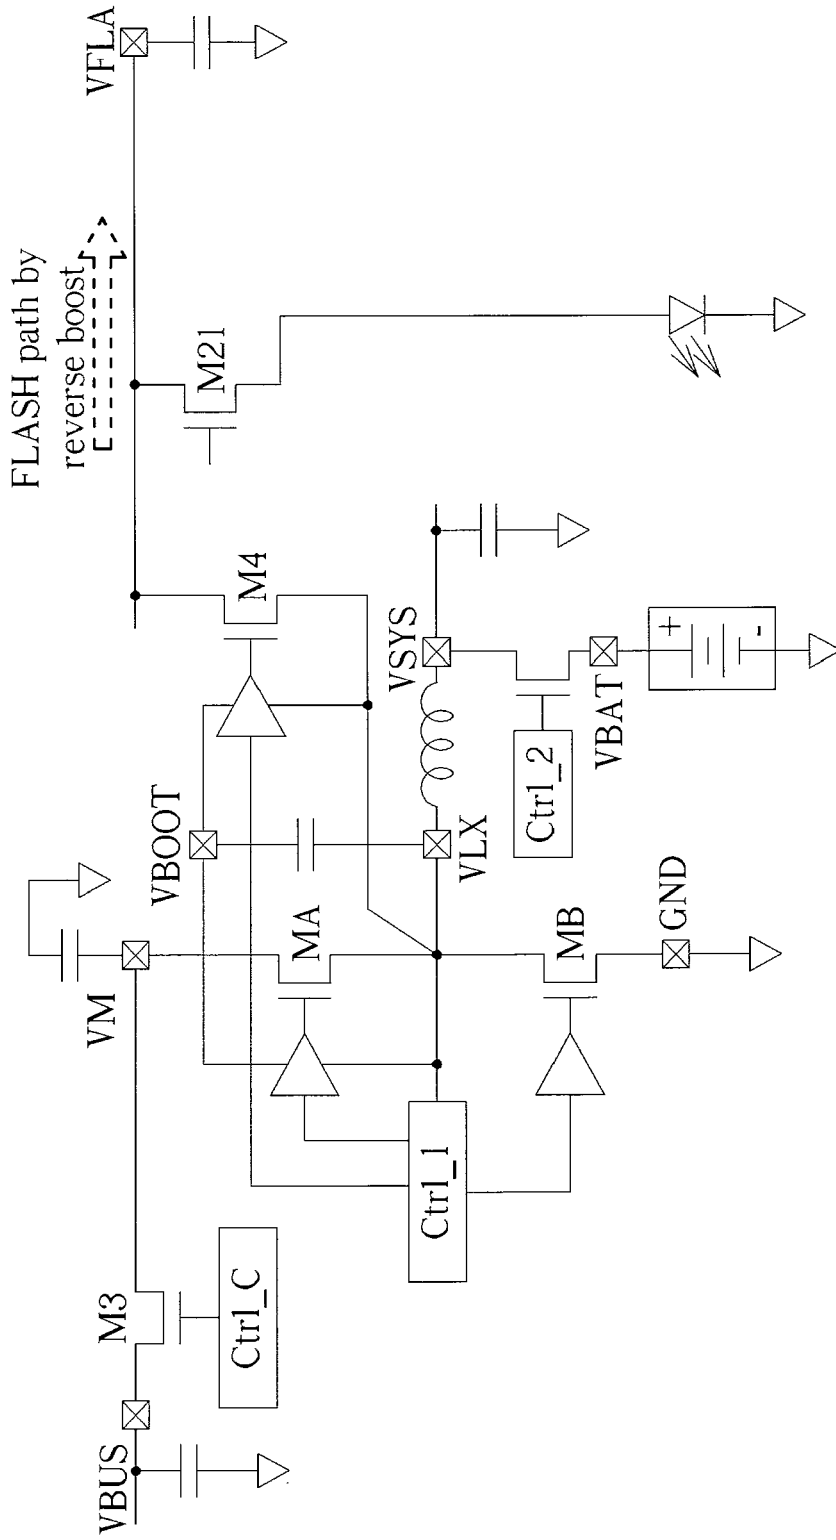 FLASH path by
reverse boost
VFLA
M21
M4
VM
VBOOT
MA
VLX
VSYS
Ctrl_2
VBAT
+
-
MB
GND
Ctrl_1
M3
Ctrl_C
VBUS